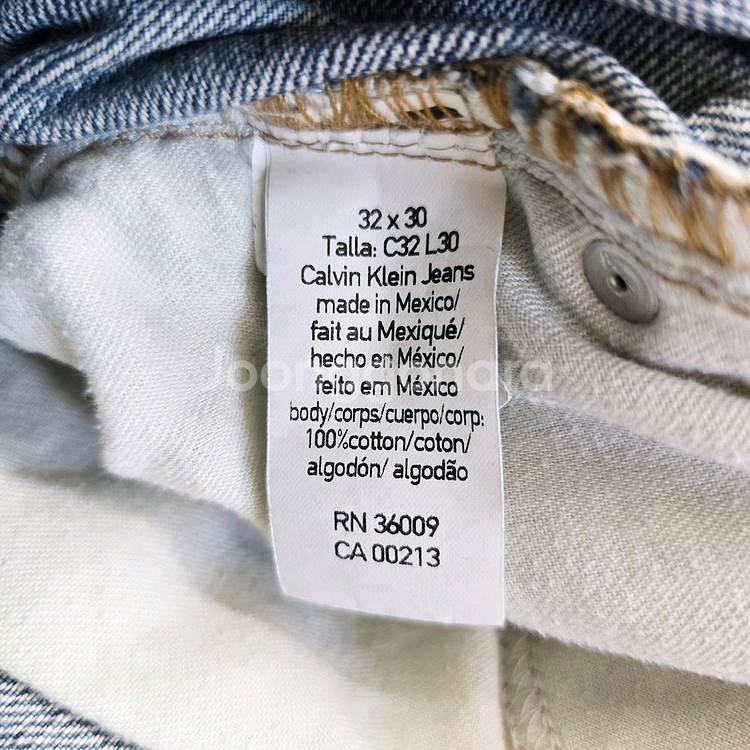 32 x 30
Talla: C32 L30
Calvin Klein Jeans
made in Mexico/
fait au Mexiqué/
hecho en México/
feito em México
body/corps/cuerpo/corp:
100%cotton/coton/
algodón/ algodão
RN 36009
CA 00213